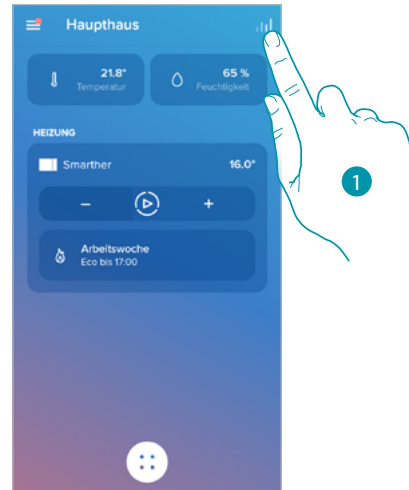 Haupthaus
21.8°
Temperatur
65 %
Feuchtigkeit
HEIZUNG
Smarther
16.0°
– +
Arbeitswoche
Eco bis 17:00
1